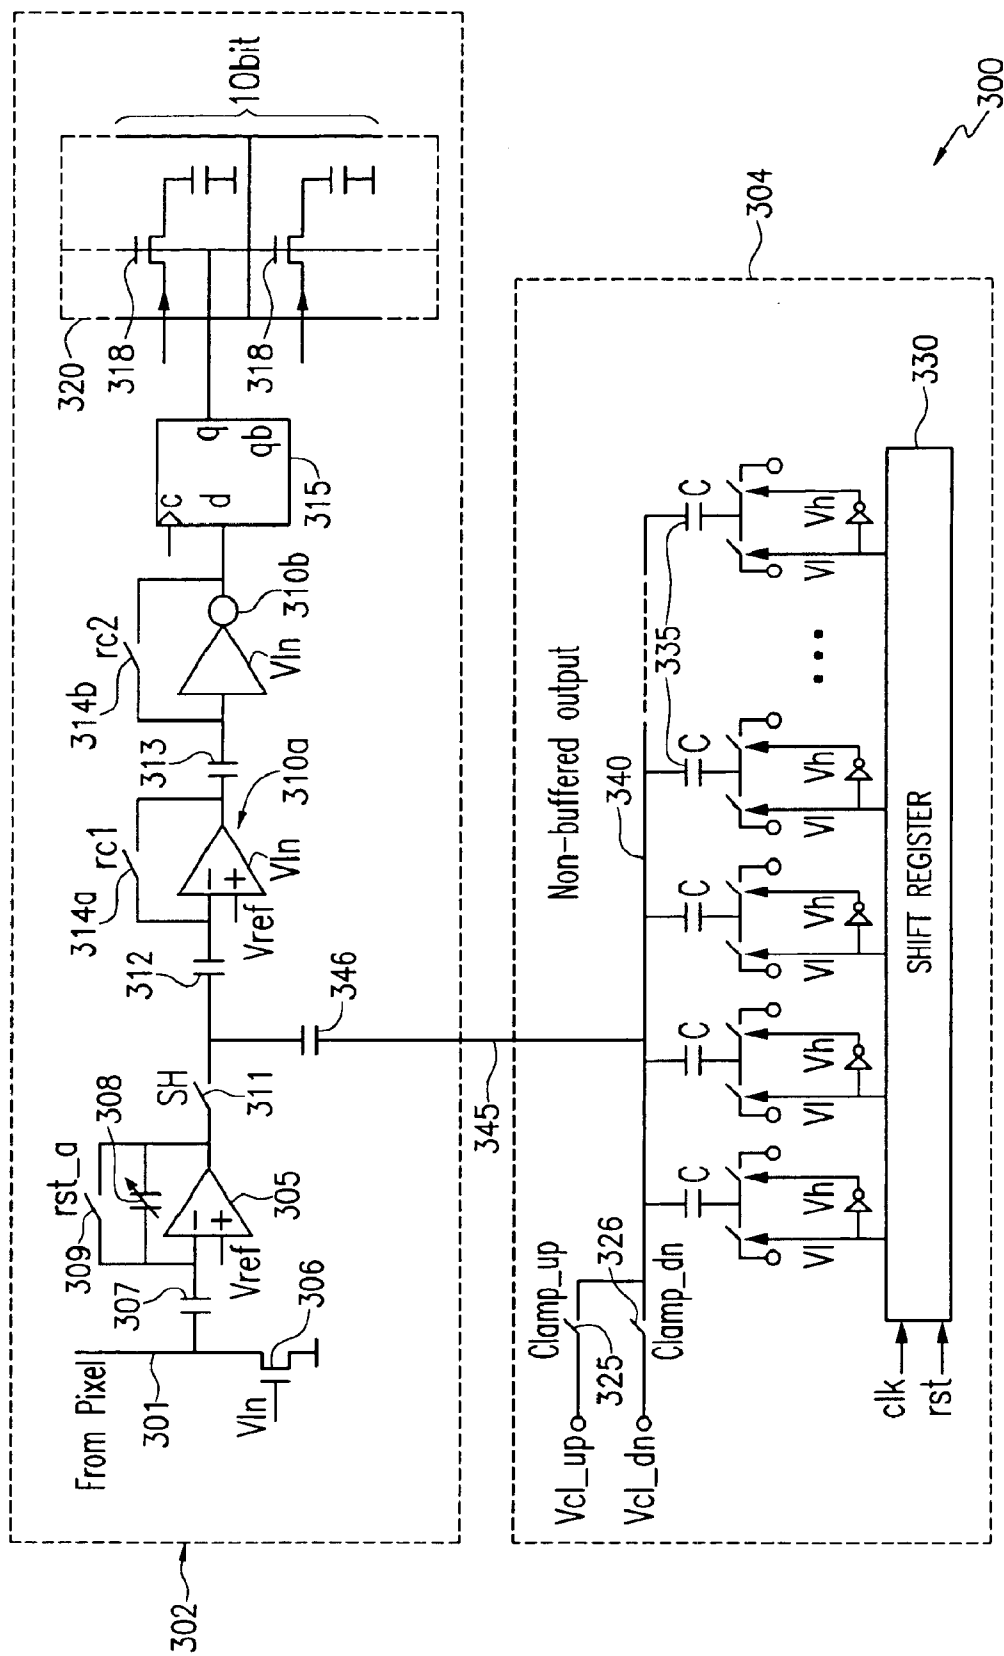 302
From Pixel
301
Vln
306
307
309
rst_a
308
Vref
305
SH
311
312
346
345
314a
rc1
Vref
Vln
310a
313
314b
rc2
Vln
310b
c
d
q
qb
315
320
318
318
10bit
300
304
Vcl_up
Vcl_dn
Clamp_up
325
326
Clamp_dn
Non-buffered output
340
335
C
C
C
C
C
Vl
Vh
Vl
Vh
Vl
Vh
Vl
Vh
Vl
Vh
clk
rst
SHIFT REGISTER
330